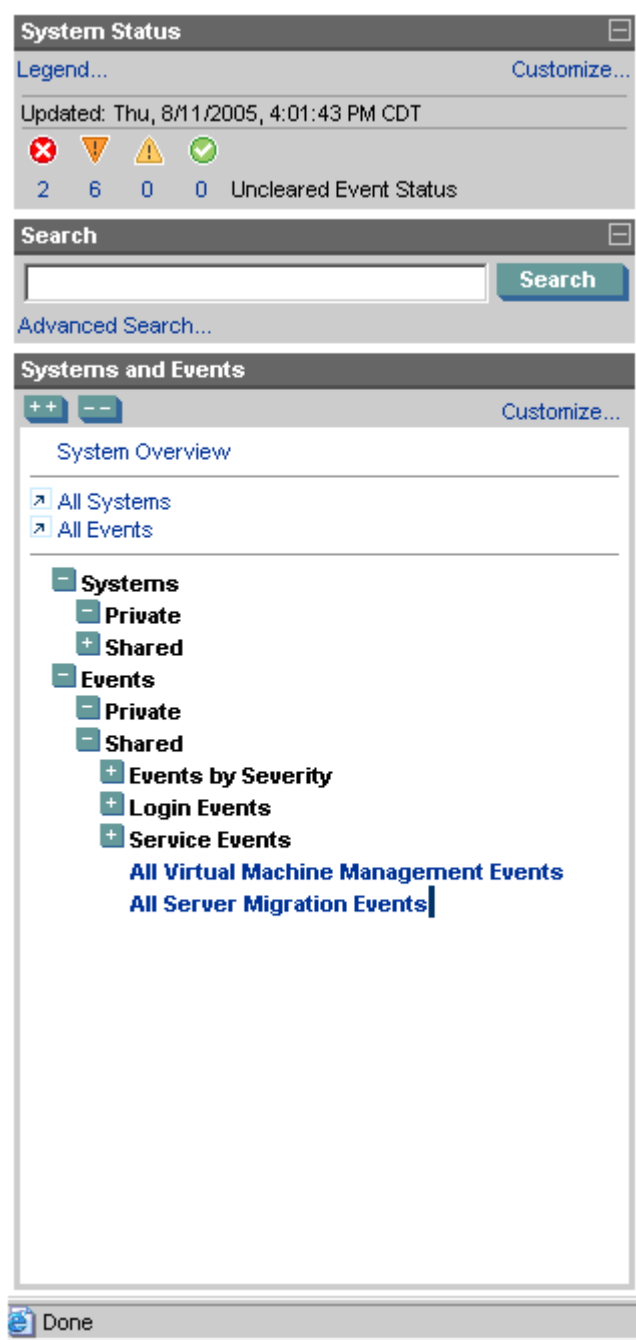 System Status
Legend... Customize...
Updated: Thu, 8/11/2005, 4:01:43 PM CDT
2 6 0 0 Uncleared Event Status
Search
Search
Advanced Search...
Systems and Events
++ -- Customize...
System Overview
All Systems
All Events
Systems
Private
Shared
Events
Private
Shared
Events by Severity
Login Events
Service Events
All Virtual Machine Management Events
All Server Migration Events
Done